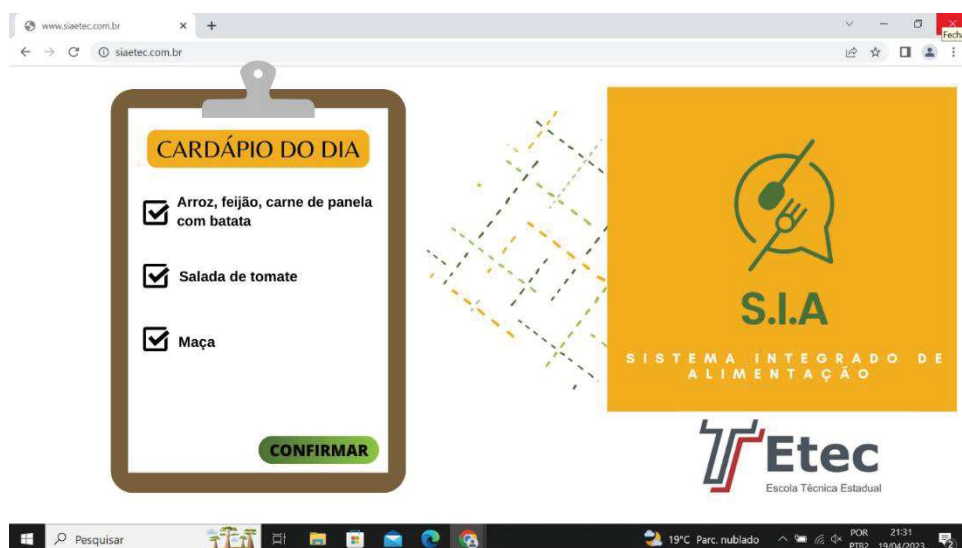 www.siaetec.com.br
siaetec.com.br
Fech
CARDÁPIO DO DIA
Arroz, feijão, carne de panela
com batata
Salada de tomate
Maça
CONFIRMAR
S.I.A
SISTEMA INTEGRADO DE
ALIMENTAÇÃO
Etec
Escola Técnica Estadual
Pesquisar
19°C Parc. nublado
POR
PTB2
21:31
19/04/2023
2